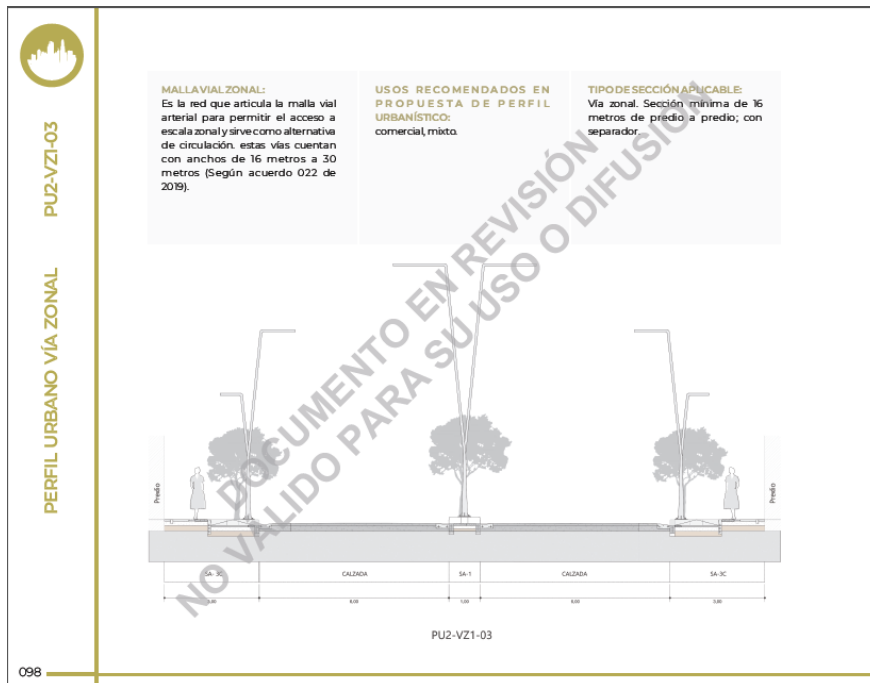 PU2-VZ1-03
PERFIL URBANO VÍA ZONAL
MALLA VIAL ZONAL:
Es la red que articula la malla vial
arterial para permitir el acceso a
escala zonal y sirve como alternativa
de circulación. estas vías cuentan
con anchos de 16 metros a 30
metros (Según acuerdo 022 de
2019).
USOS RECOMENDADOS EN
PROPUESTA DE PERFIL
URBANÍSTICO:
comercial, mixto.
TIPO DE SECCIÓN APLICABLE:
Vía zonal. Sección mínima de 16
metros de predio a predio; con
separador.
DOCUMENTO EN REVISIÓN
NO VALIDO PARA SU USO O DIFUSIÓN
Predio
Predio
SA- 3C
CALZADA
SA-1
CALZADA
SA-3C
1,00
PU2-VZ1-03
098